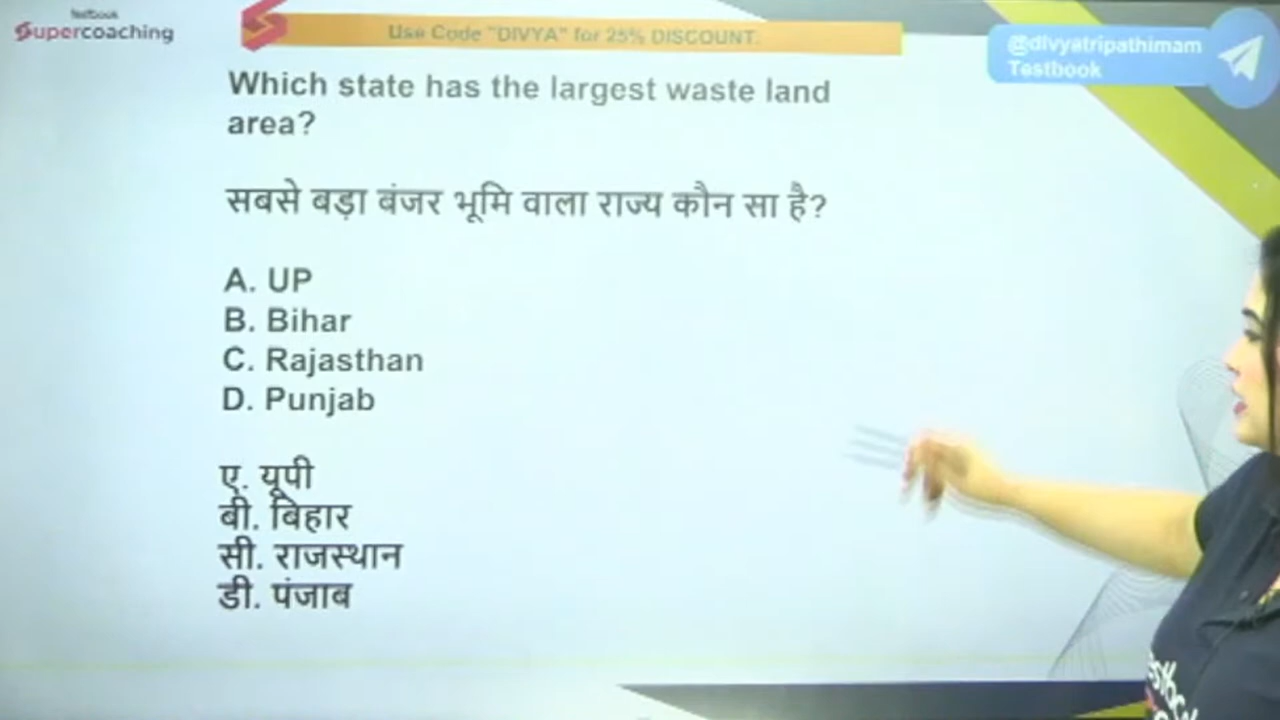 testbook
Supercoaching
Use Code "DIVYA" for 25% DISCOUNT.
@divyatripathimam
Testbook
Which state has the largest waste land
area?
सबसे बड़ा बंजर भूमि वाला राज्य कौन सा है?
A. UP
B. Bihar
C. Rajasthan
D. Punjab
ए. यूपी
बी. बिहार
सी. राजस्थान
डी. पंजाब